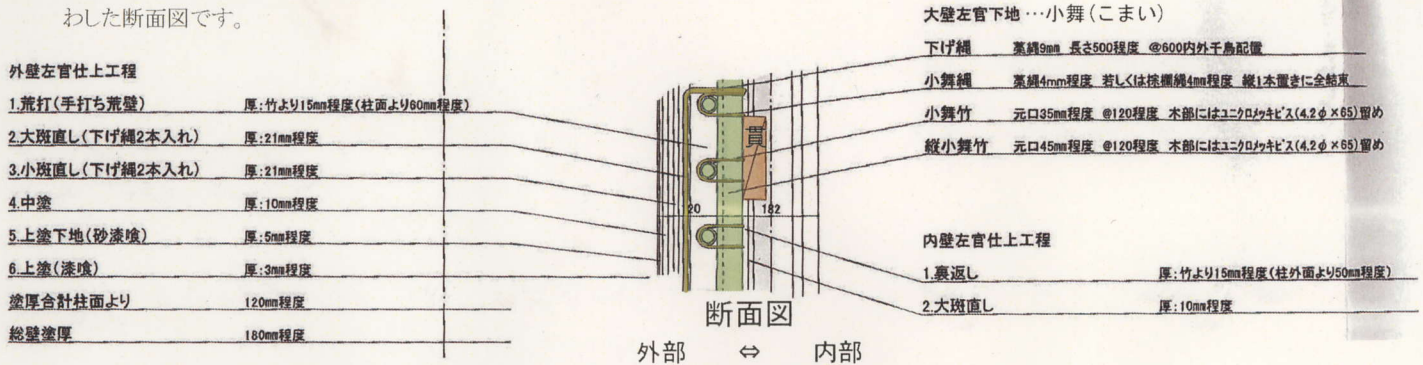 わした断面図です。
外壁左官仕上工程
1.荒打(手打ち荒壁) 厚:竹より15mm程度(柱面より60mm程度)
2.大斑直し(下げ縄2本入れ) 厚:21mm程度
3.小斑直し(下げ縄2本入れ) 厚:21mm程度
4.中塗 厚:10mm程度
5.上塗下地(砂漆喰) 厚:5mm程度
6.上塗(漆喰) 厚:3mm程度
塗厚合計柱面より 120mm程度
総壁塗厚 180mm程度
貫
120 182
断面図
外部 ⇔ 内部
大壁左官下地…小舞(こまい)
下げ縄 藁縄9mm 長さ500程度 @600内外千鳥配置
小舞縄 藁縄4mm程度 若しくは棕櫚縄4mm程度 縦1本置きに全結束
小舞竹 元口35mm程度 @120程度 木部にはユニクロメッキビス(4.2φ×65)留め
縦小舞竹 元口45mm程度 @120程度 木部にはユニクロメッキビス(4.2φ×65)留め
内壁左官仕上工程
1.裏返し 厚:竹より15mm程度(柱外面より50mm程度)
2.大斑直し 厚:10mm程度